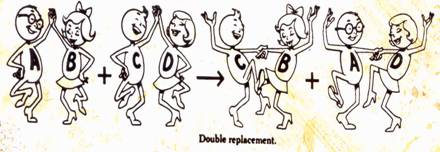 A B + C D → C B + A D
Double replacement.